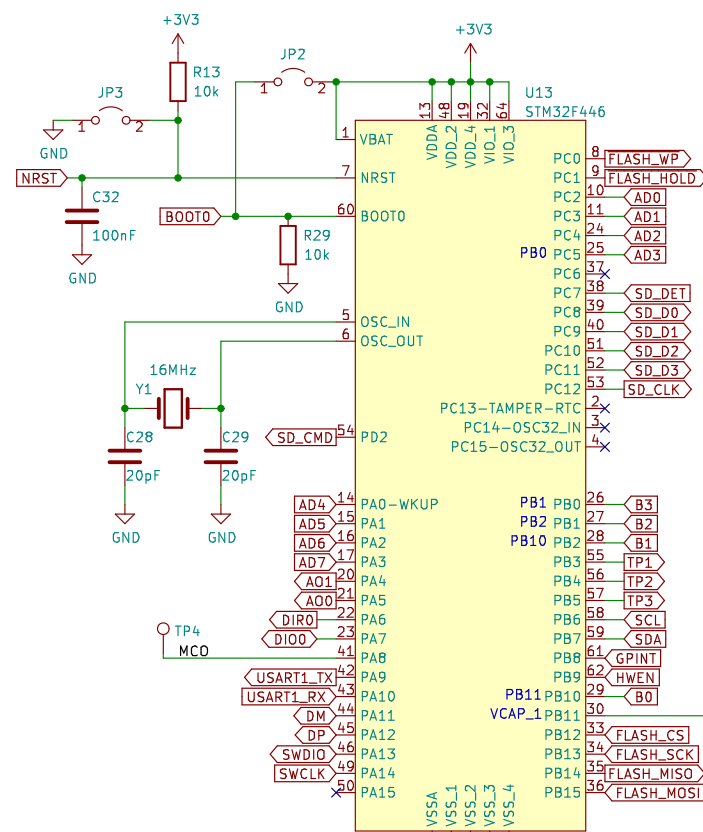 +3V3
JP3
1 2
GND
R13
10k
JP2
1 2
+3V3
U13
STM32F446
NRST
C32
100nF
GND
BOOT0
R29
10k
GND
16MHz
Y1
C28
20pF
GND
C29
20pF
GND
TP4
MCO
13 VDDA
48 VDD_2
19 VDD_4
32 VIO_1
64 VIO_3
1 VBAT
7 NRST
60 BOOT0
5 OSC_IN
6 OSC_OUT
SD_CMD 54 PD2
AD4 14 PA0-WKUP
AD5 15 PA1
AD6 16 PA2
AD7 17 PA3
AO1 20 PA4
AO0 21 PA5
DIR0 22 PA6
DIO0 23 PA7
41 PA8
USART1_TX 42 PA9
USART1_RX 43 PA10
DM 44 PA11
DP 45 PA12
SWDIO 46 PA13
SWCLK 49 PA14
50 PA15
PC0 8 FLASH_WP
PC1 9 FLASH_HOLD
PC2 10 AD0
PC3 11 AD1
PC4 24 AD2
PB0 PC5 25 AD3
PC6 37
PC7 38 SD_DET
PC8 39 SD_D0
PC9 40 SD_D1
PC10 51 SD_D2
PC11 52 SD_D3
PC12 53 SD_CLK
PC13-TAMPER-RTC 2
PC14-OSC32_IN 3
PC15-OSC32_OUT 4
PB1 PB0 26 B3
PB2 PB1 27 B2
PB10 PB2 28 B1
PB3 55 TP1
PB4 56 TP2
PB5 57 TP3
PB6 58 SCL
PB7 59 SDA
PB8 61 GPINT
PB9 62 HWEN
PB11 PB10 29 B0
VCAP_1 PB11 30
PB12 33 FLASH_CS
PB13 34 FLASH_SCK
PB14 35 FLASH_MISO
PB15 36 FLASH_MOSI
VSSA
VSS_1
VSS_2
VSS_3
VSS_4